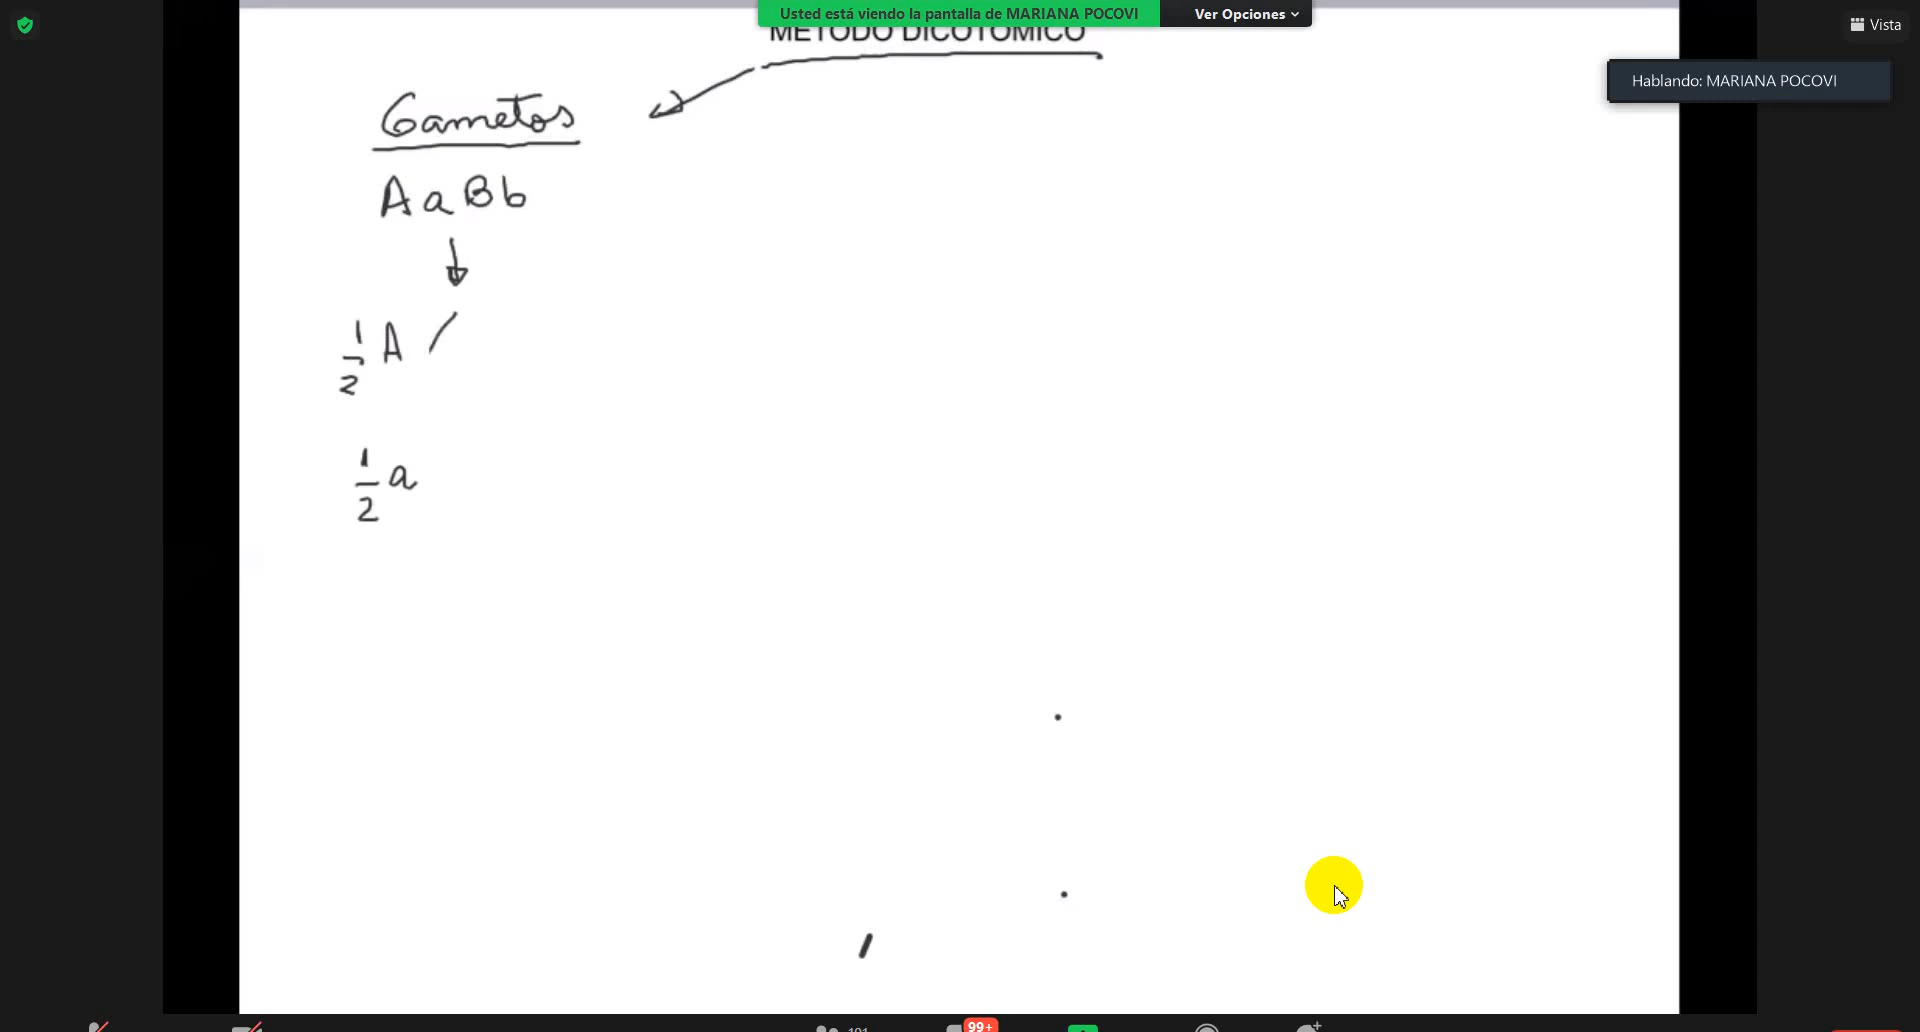 Usted está viendo la pantalla de MARIANA POCOVI
Ver Opciones
Vista
METODO DICOTOMICO
Hablando: MARIANA POCOVI
Gametos
AaBb
1/2 A
1/2 a
99+